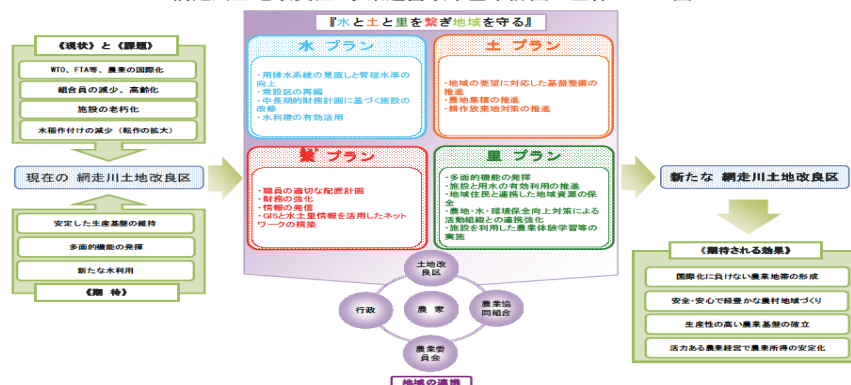 『水と土と里を繋ぎ地域を守る』
《現状》と《課題》
WTO、FTA等、農業の国際化
組合員の減少、高齢化
施設の老朽化
水稲作付けの減少（転作の拡大）
現在の 網走川土地改良区
安定した生産基盤の維持
多面的機能の発揮
新たな水利用
《期 待》
水 プラン
・用排水系統の見直しと管理水準の
向上
・常設区の再編
・中長期的財務計画に基づく施設の
改修
・水利権の有効活用
土 プラン
・地域の要望に対応した基盤整備の
推進
・農地集積の推進
・耕作放棄地対策の推進
繋 プラン
・職員の適切な配置計画
・財務の強化
・情報の発信
・GISと水土里情報を活用したネット
ワークの構築
里 プラン
・多面的機能の発揮
・施設と用水の有効利用の推進
・地域住民と連携した地域資源の保
全
・農地・水・環境保全向上対策による
活動組織との連携強化
・施設を利用した農業体験学習等の
実施
土地改
良区
行政
農 家
農業協
同組合
農業委
員会
地域の連携
新たな 網走川土地改良区
《期待される効果》
国際化に負けない農業地帯の形成
安全・安心で緑豊かな農村地域づくり
生産性の高い農業基盤の確立
活力ある農業経営で農業所得の安定化